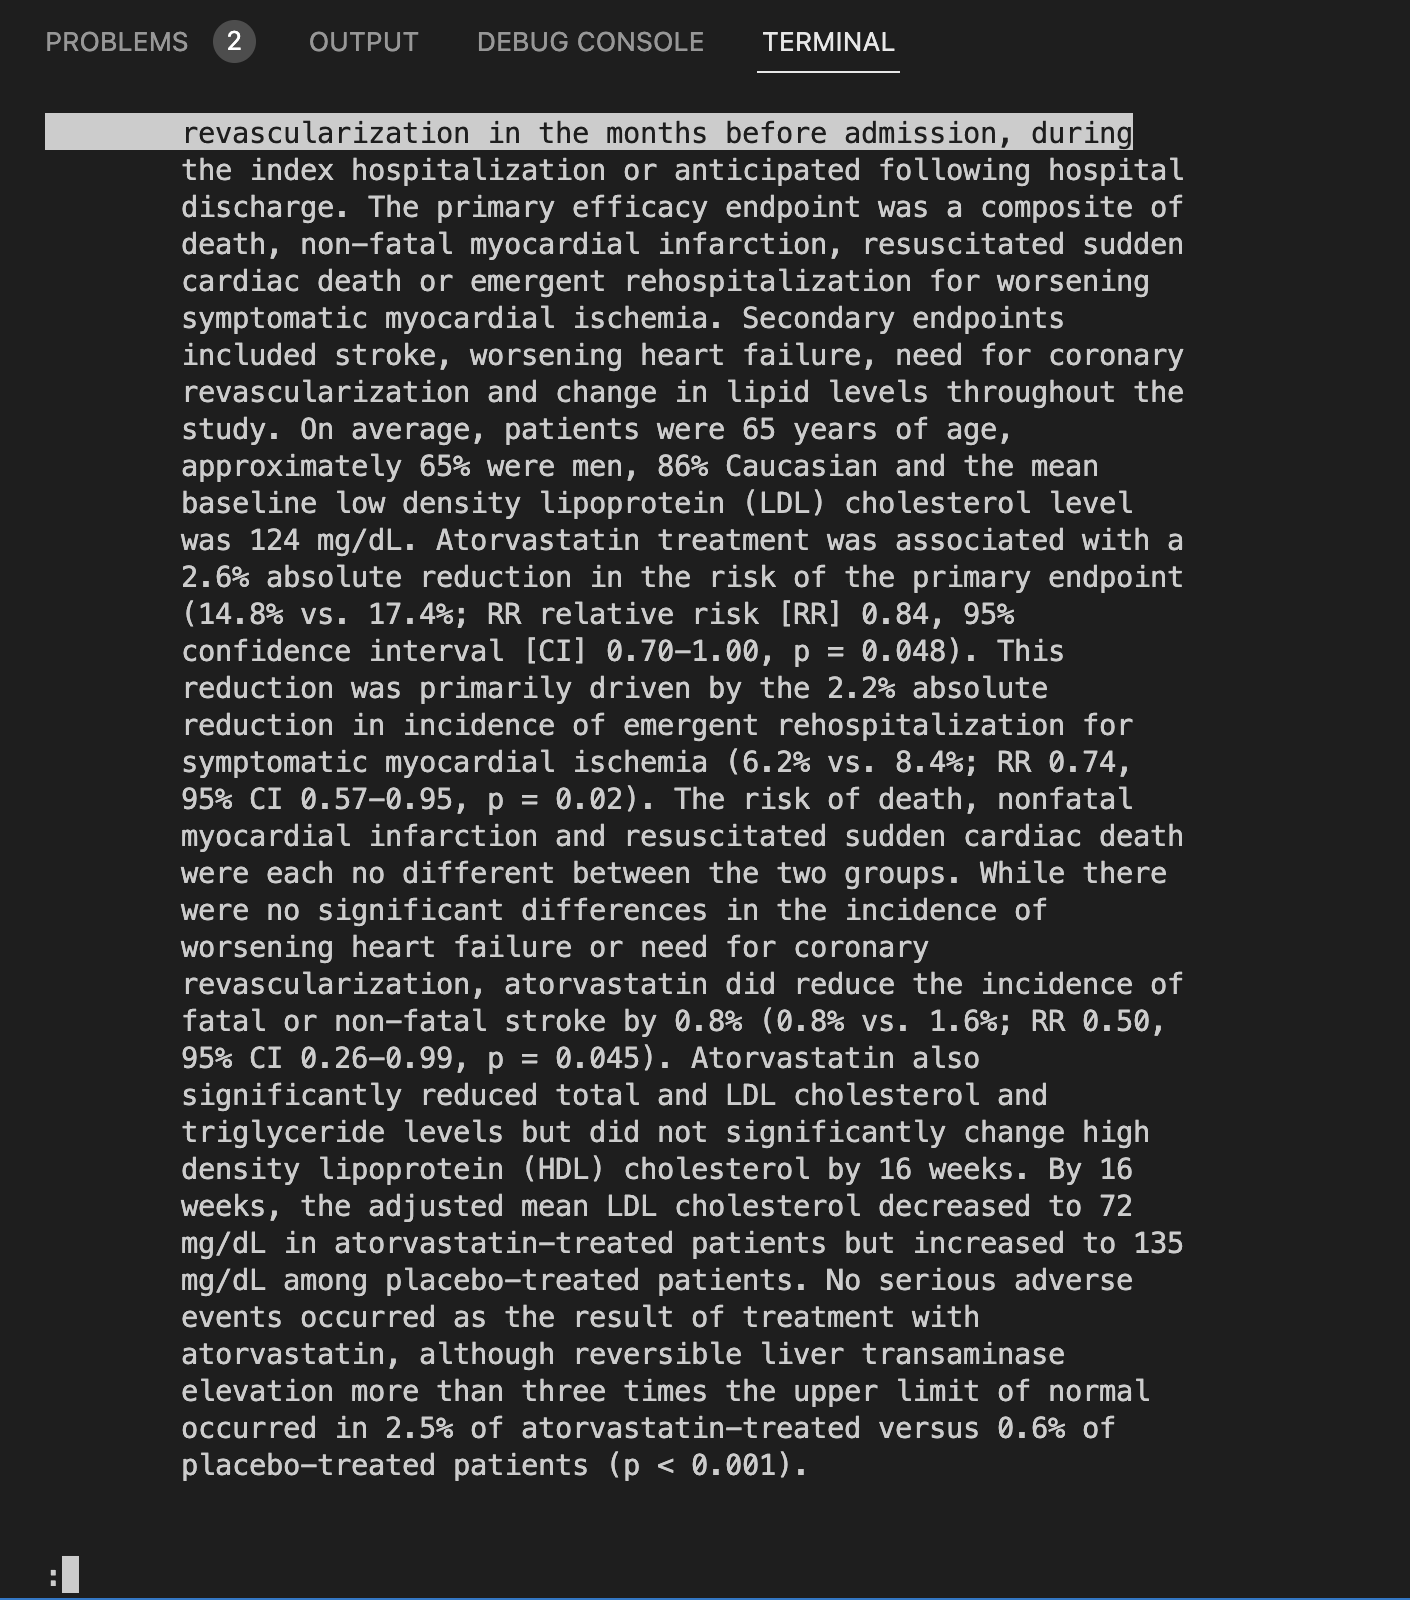 PROBLEMS 2 OUTPUT DEBUG CONSOLE TERMINAL
revascularization in the months before admission, during
the index hospitalization or anticipated following hospital
discharge. The primary efficacy endpoint was a composite of
death, non-fatal myocardial infarction, resuscitated sudden
cardiac death or emergent rehospitalization for worsening
symptomatic myocardial ischemia. Secondary endpoints
included stroke, worsening heart failure, need for coronary
revascularization and change in lipid levels throughout the
study. On average, patients were 65 years of age,
approximately 65% were men, 86% Caucasian and the mean
baseline low density lipoprotein (LDL) cholesterol level
was 124 mg/dL. Atorvastatin treatment was associated with a
2.6% absolute reduction in the risk of the primary endpoint
(14.8% vs. 17.4%; RR relative risk [RR] 0.84, 95%
confidence interval [CI] 0.70–1.00, p = 0.048). This
reduction was primarily driven by the 2.2% absolute
reduction in incidence of emergent rehospitalization for
symptomatic myocardial ischemia (6.2% vs. 8.4%; RR 0.74,
95% CI 0.57–0.95, p = 0.02). The risk of death, nonfatal
myocardial infarction and resuscitated sudden cardiac death
were each no different between the two groups. While there
were no significant differences in the incidence of
worsening heart failure or need for coronary
revascularization, atorvastatin did reduce the incidence of
fatal or non-fatal stroke by 0.8% (0.8% vs. 1.6%; RR 0.50,
95% CI 0.26–0.99, p = 0.045). Atorvastatin also
significantly reduced total and LDL cholesterol and
triglyceride levels but did not significantly change high
density lipoprotein (HDL) cholesterol by 16 weeks. By 16
weeks, the adjusted mean LDL cholesterol decreased to 72
mg/dL in atorvastatin-treated patients but increased to 135
mg/dL among placebo-treated patients. No serious adverse
events occurred as the result of treatment with
atorvastatin, although reversible liver transaminase
elevation more than three times the upper limit of normal
occurred in 2.5% of atorvastatin-treated versus 0.6% of
placebo-treated patients (p < 0.001).
: